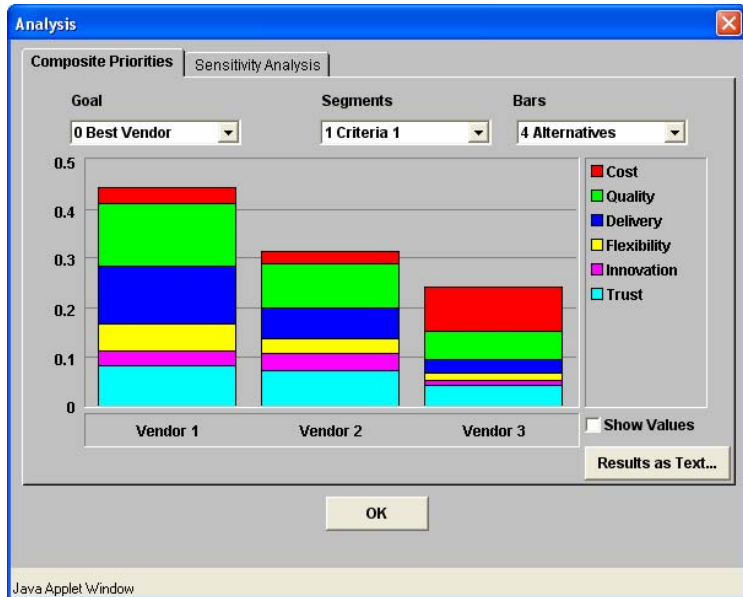 Analysis
Composite Priorities
Sensitivity Analysis
Goal
Segments
Bars
0 Best Vendor
1 Criteria 1
4 Alternatives
0.5
0.4
0.3
0.2
0.1
0
Cost
Quality
Delivery
Flexibility
Innovation
Trust
Vendor 1
Vendor 2
Vendor 3
Show Values
Results as Text...
OK
Java Applet Window